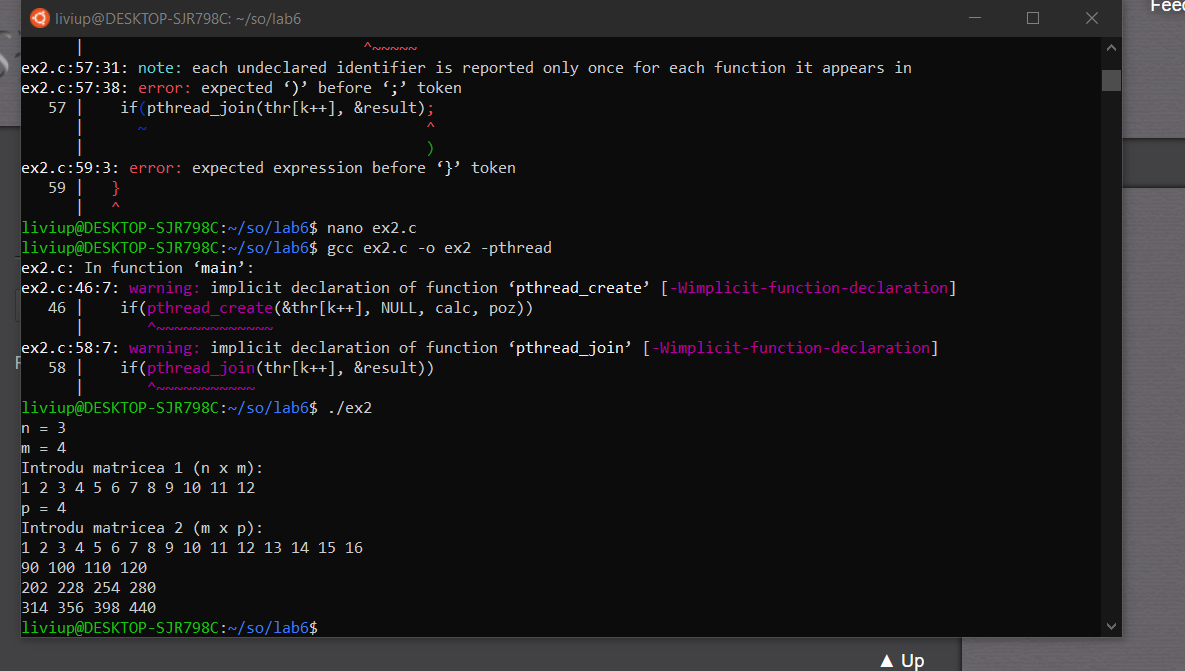 liviup@DESKTOP-SJR798C: ~/so/lab6
Feed
|                               ^~~~~~
ex2.c:57:31: note: each undeclared identifier is reported only once for each function it appears in
ex2.c:57:38: error: expected ‘)’ before ‘;’ token
   57 |    if(pthread_join(thr[k++], &result);
      |      ~                               ^
      |                                      )
ex2.c:59:3: error: expected expression before ‘}’ token
   59 |   }
      |   ^
liviup@DESKTOP-SJR798C:~/so/lab6$ nano ex2.c
liviup@DESKTOP-SJR798C:~/so/lab6$ gcc ex2.c -o ex2 -pthread
ex2.c: In function ‘main’:
ex2.c:46:7: warning: implicit declaration of function ‘pthread_create’ [-Wimplicit-function-declaration]
   46 |    if(pthread_create(&thr[k++], NULL, calc, poz))
      |       ^~~~~~~~~~~~~~
ex2.c:58:7: warning: implicit declaration of function ‘pthread_join’ [-Wimplicit-function-declaration]
   58 |    if(pthread_join(thr[k++], &result))
      |       ^~~~~~~~~~~~
liviup@DESKTOP-SJR798C:~/so/lab6$ ./ex2
n = 3
m = 4
Introdu matricea 1 (n x m):
1 2 3 4 5 6 7 8 9 10 11 12
p = 4
Introdu matricea 2 (m x p):
1 2 3 4 5 6 7 8 9 10 11 12 13 14 15 16
90 100 110 120
202 228 254 280
314 356 398 440
liviup@DESKTOP-SJR798C:~/so/lab6$
▲ Up